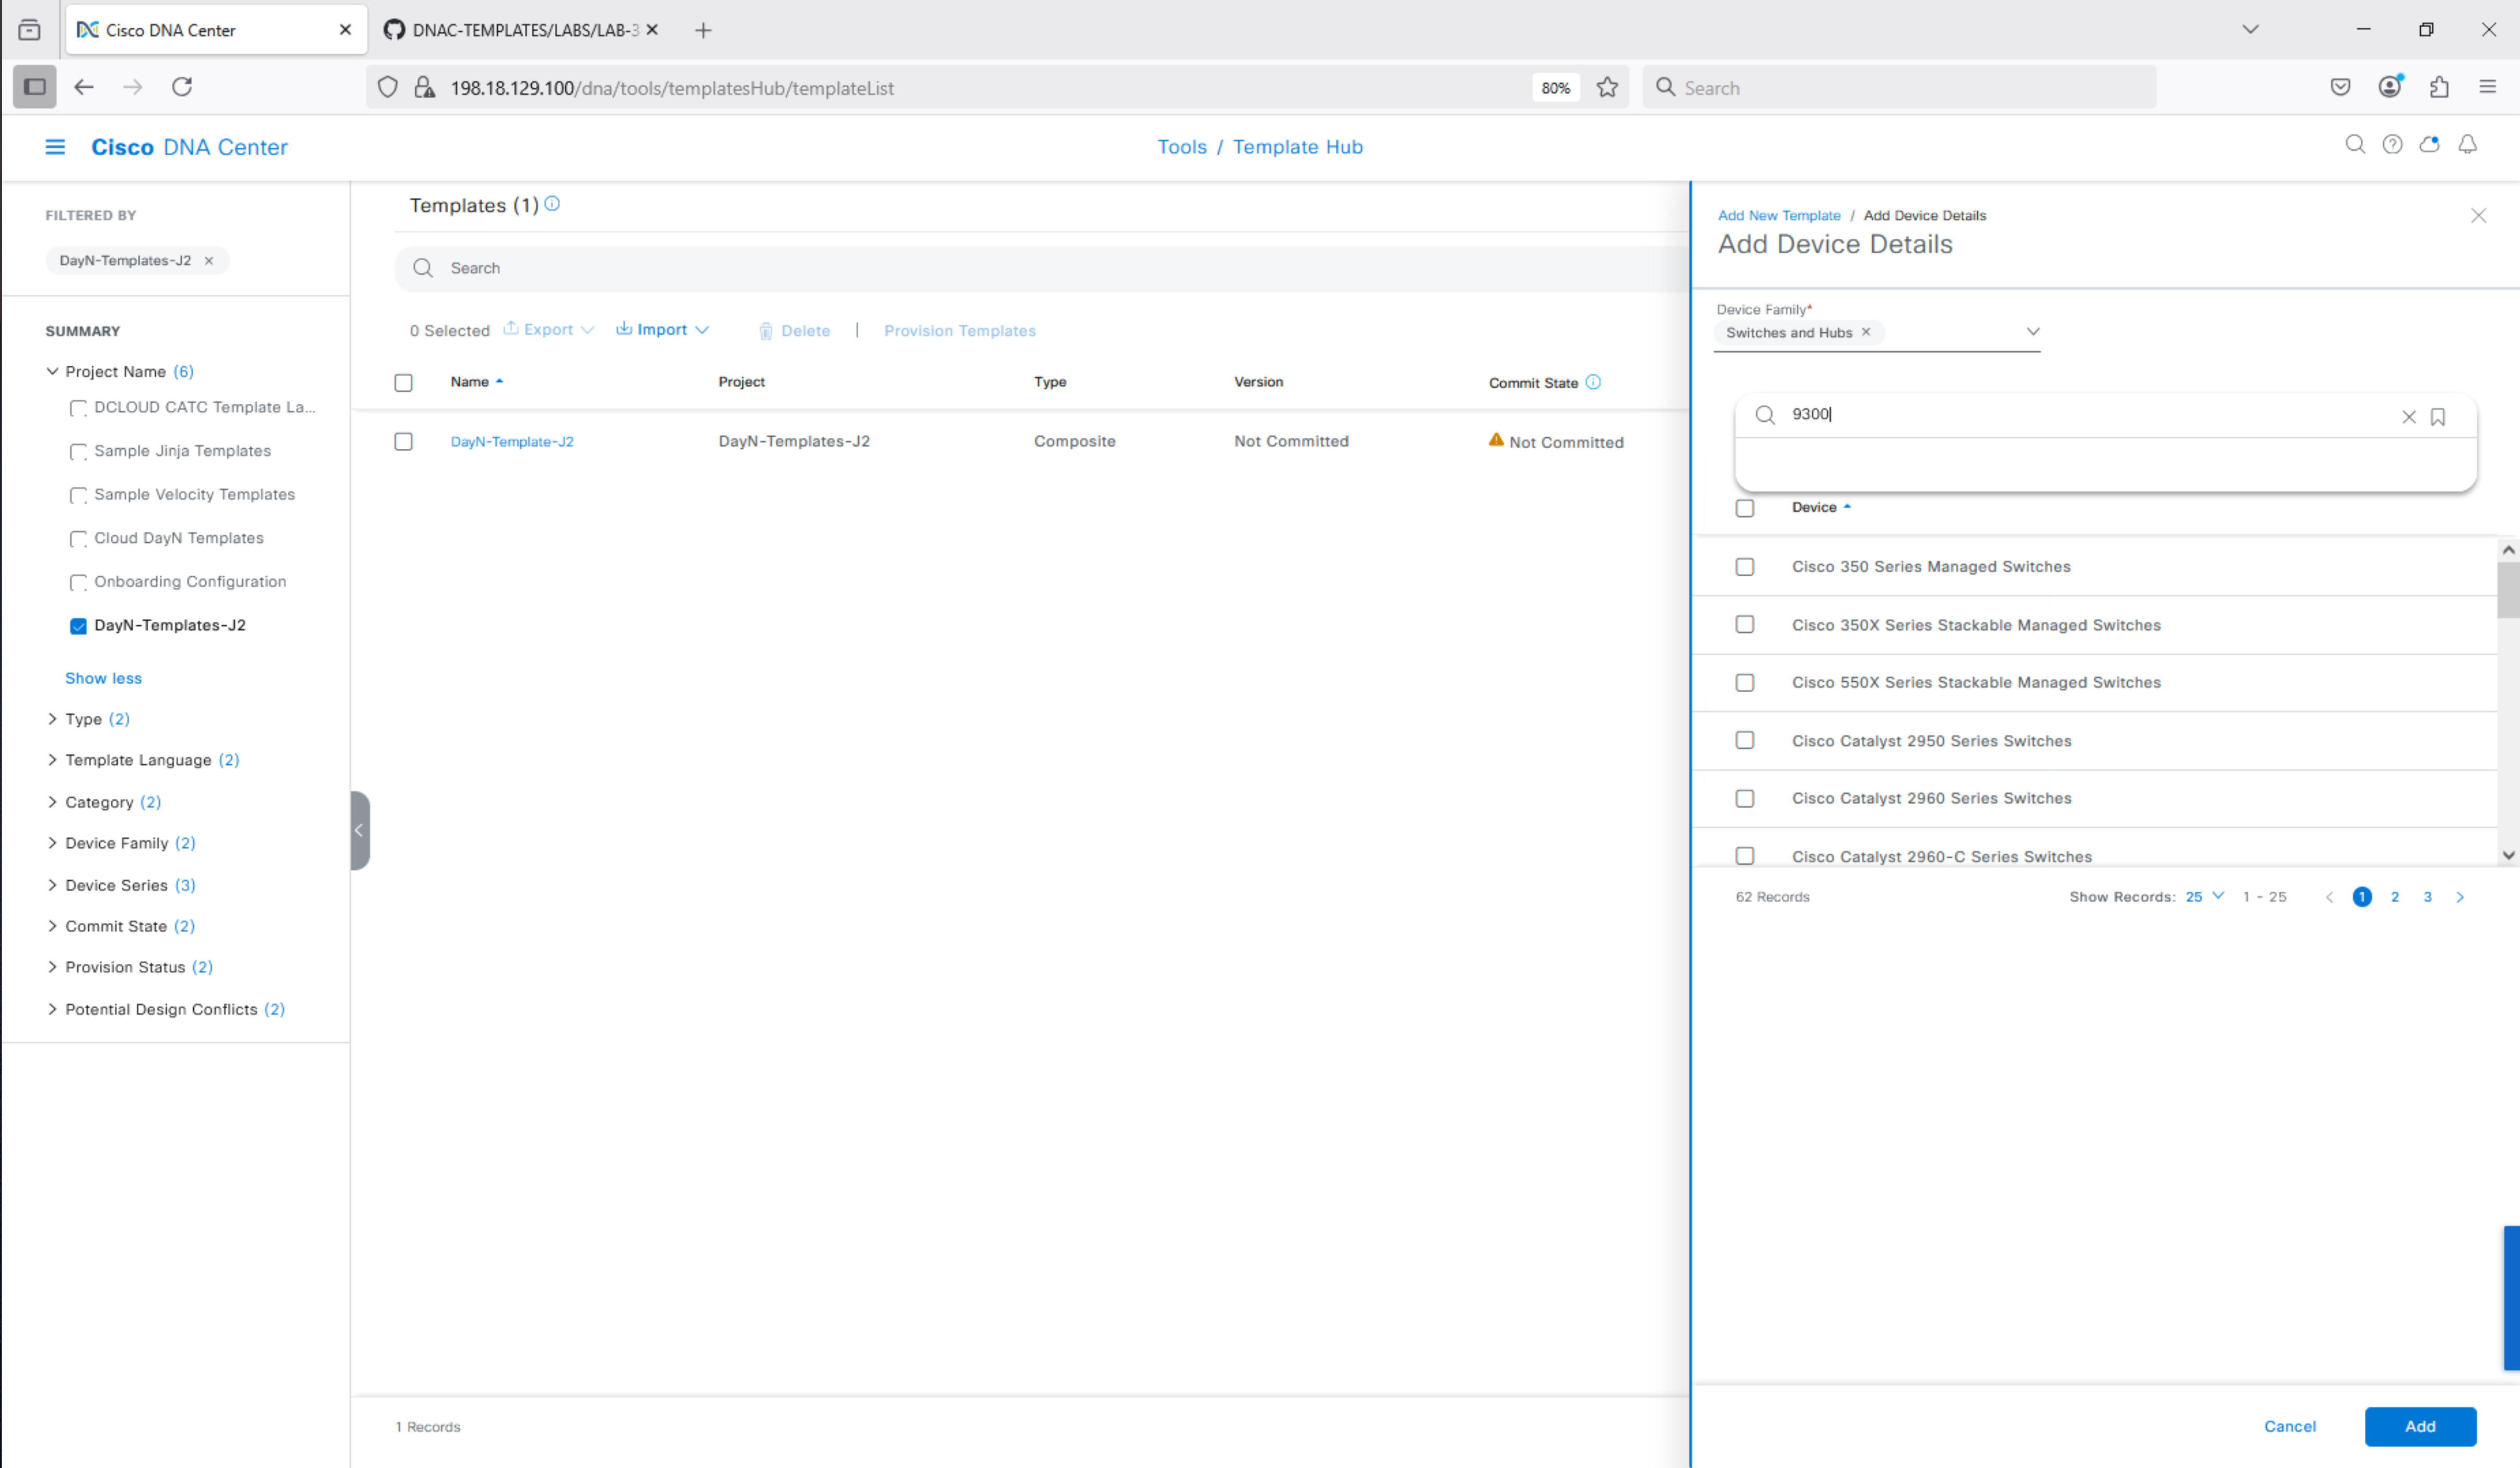 Cisco DNA Center
DNAC-TEMPLATES/LABS/LAB-3
198.18.129.100/dna/tools/templatesHub/templateList
80%
Search
Cisco DNA Center
Tools / Template Hub
FILTERED BY
DayN-Templates-J2
SUMMARY
Project Name (6)
DCLOUD CATC Template La...
Sample Jinja Templates
Sample Velocity Templates
Cloud DayN Templates
Onboarding Configuration
DayN-Templates-J2
Show less
Type (2)
Template Language (2)
Category (2)
Device Family (2)
Device Series (3)
Commit State (2)
Provision Status (2)
Potential Design Conflicts (2)
Templates (1)
Search
0 Selected Export Import Delete | Provision Templates
Name Project Type Version Commit State
DayN-Template-J2 DayN-Templates-J2 Composite Not Committed Not Committed
1 Records
Add New Template / Add Device Details
Add Device Details
Device Family*
Switches and Hubs
9300
Device
Cisco 350 Series Managed Switches
Cisco 350X Series Stackable Managed Switches
Cisco 550X Series Stackable Managed Switches
Cisco Catalyst 2950 Series Switches
Cisco Catalyst 2960 Series Switches
Cisco Catalyst 2960-C Series Switches
62 Records Show Records: 25 1 - 25 1 2 3
Cancel Add